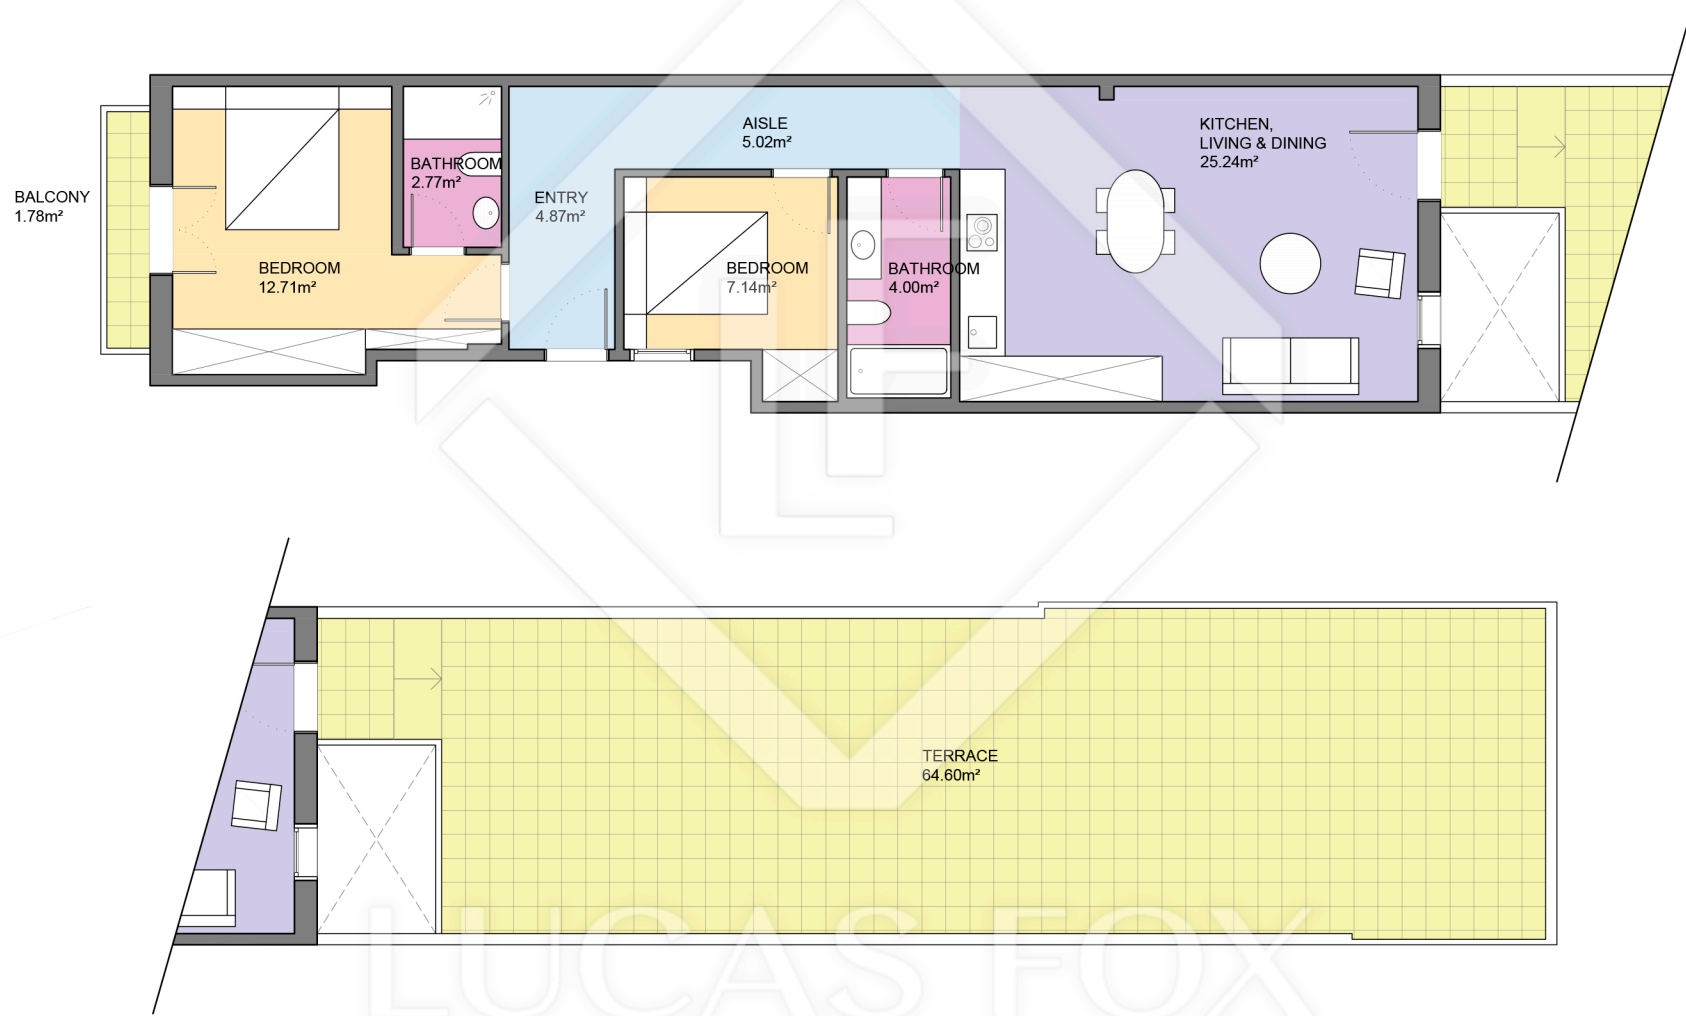 BALCONY
1.78m²
BEDROOM
12.71m²
BATHROOM
2.77m²
ENTRY
4.87m²
AISLE
5.02m²
BEDROOM
7.14m²
BATHROOM
4.00m²
KITCHEN,
LIVING & DINING
25.24m²
TERRACE
64.60m²
LF
LUCAS FOX